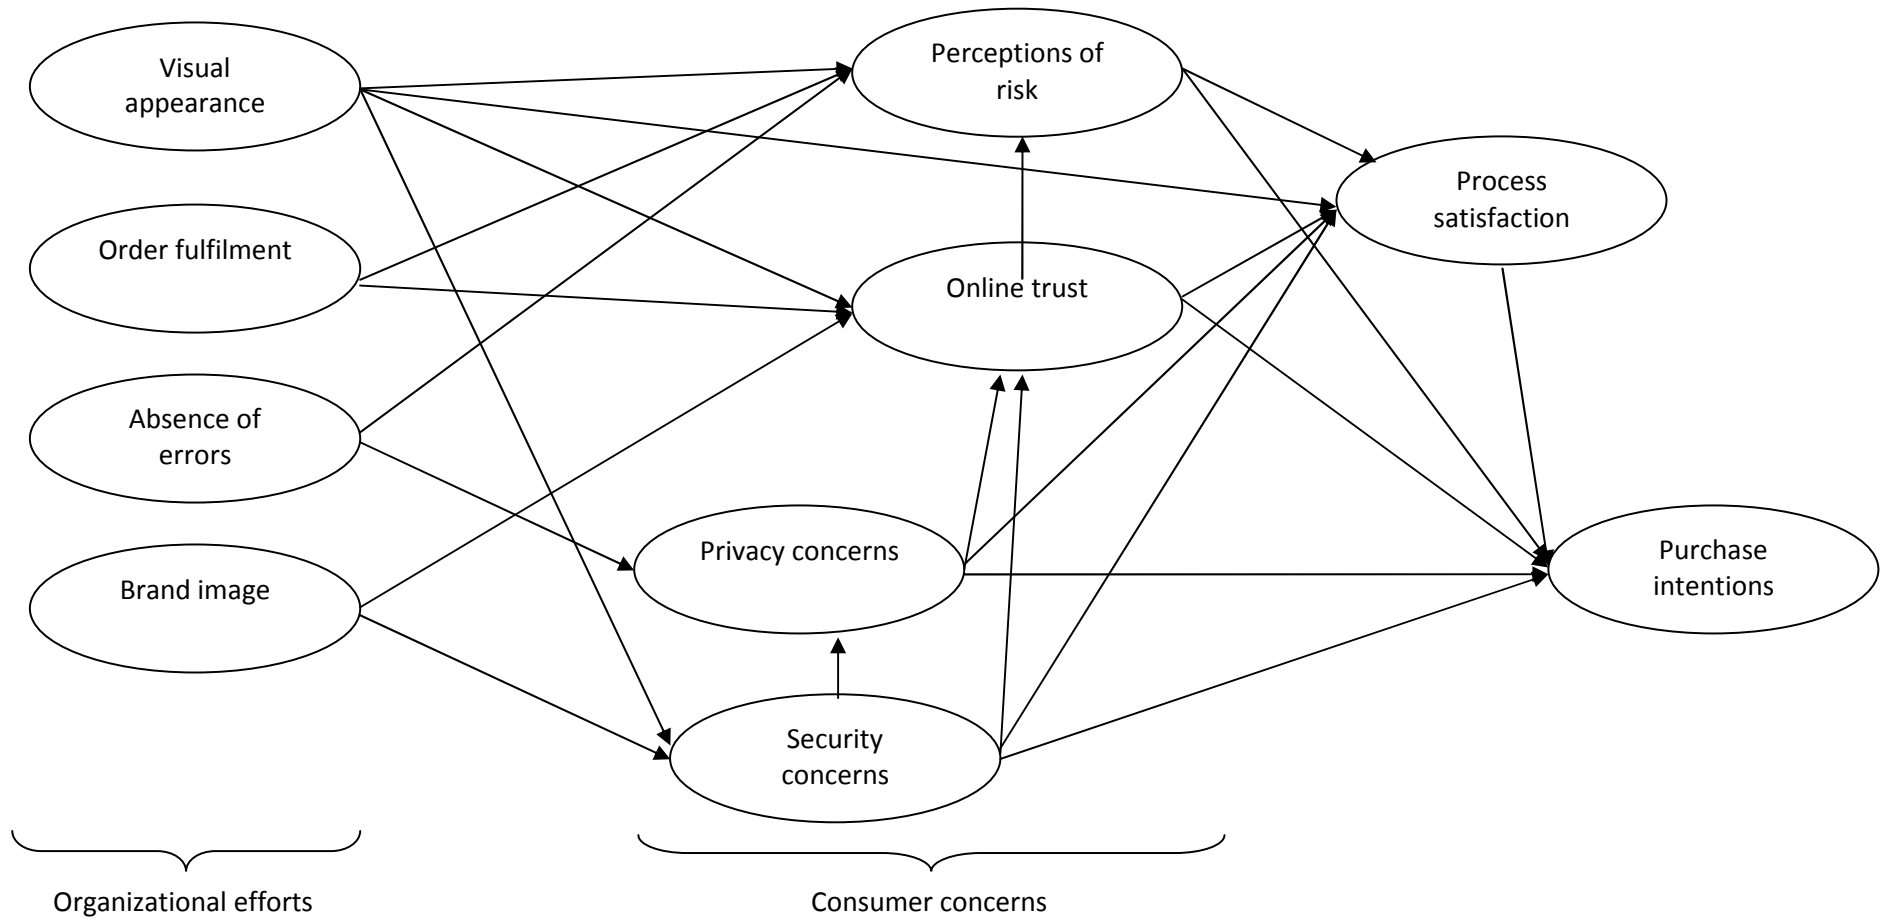 Visual
appearance
Order fulfilment
Absence of
errors
Brand image
Perceptions of
risk
Online trust
Privacy concerns
Security
concerns
Process
satisfaction
Purchase
intentions
Organizational efforts
Consumer concerns